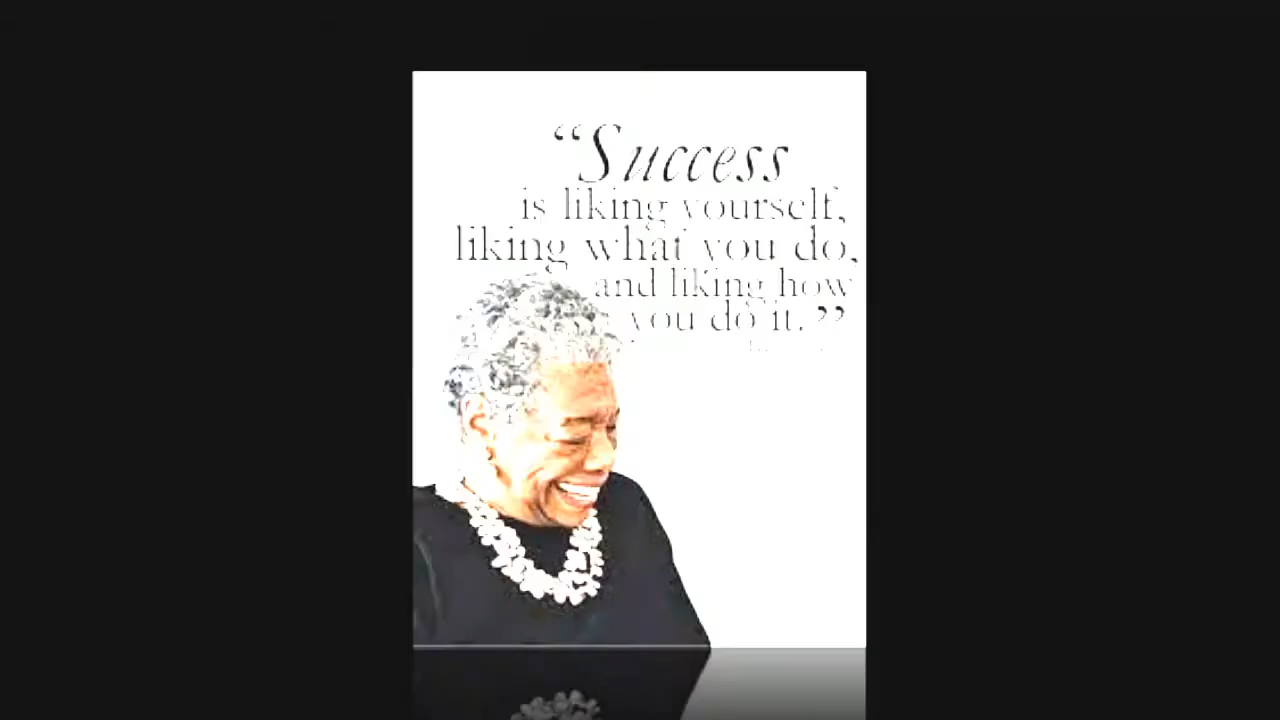 “Success
is liking yourself,
liking what you do,
and liking how
you do it.”